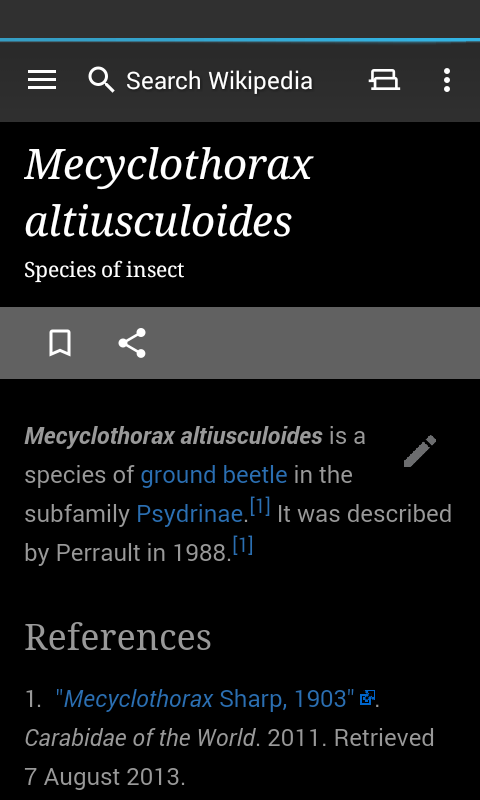 Search Wikipedia
Mecyclothorax
altiusculoides
Species of insect
Mecyclothorax altiusculoides is a
species of ground beetle in the
subfamily Psydrinae.[1] It was described
by Perrault in 1988.[1]
References
1. "Mecyclothorax Sharp, 1903".
Carabidae of the World. 2011. Retrieved
7 August 2013.